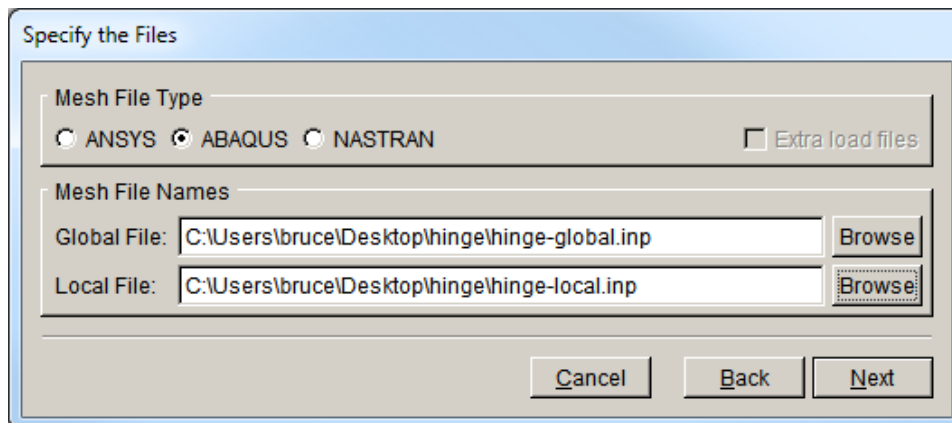 Specify the Files
Mesh File Type
ANSYS ABAQUS NASTRAN Extra load files
Mesh File Names
Global File: C:\Users\bruce\Desktop\hinge\hinge-global.inp Browse
Local File: C:\Users\bruce\Desktop\hinge\hinge-local.inp Browse
Cancel Back Next